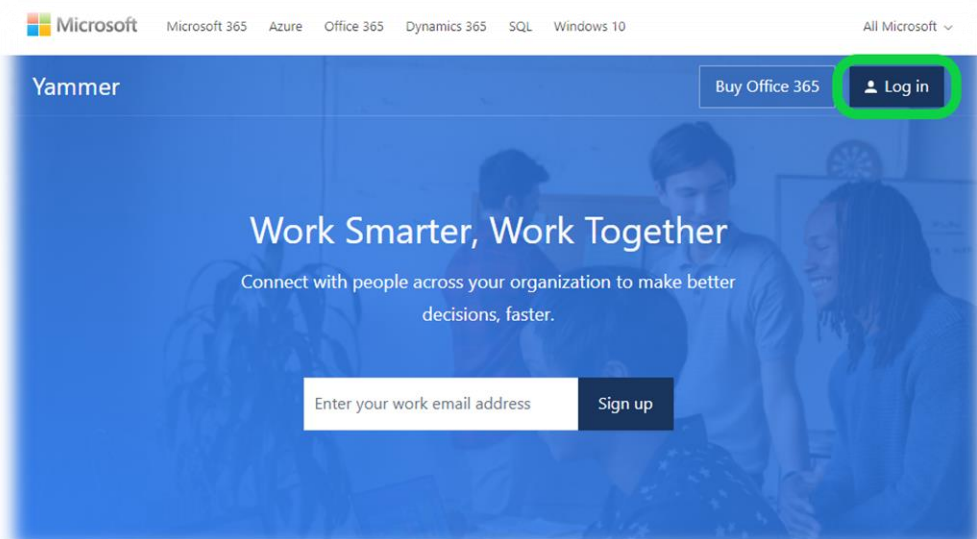 Microsoft Microsoft 365 Azure Office 365 Dynamics 365 SQL Windows 10 All Microsoft
Yammer Buy Office 365 Log in
Work Smarter, Work Together
Connect with people across your organization to make better
decisions, faster.
Enter your work email address Sign up